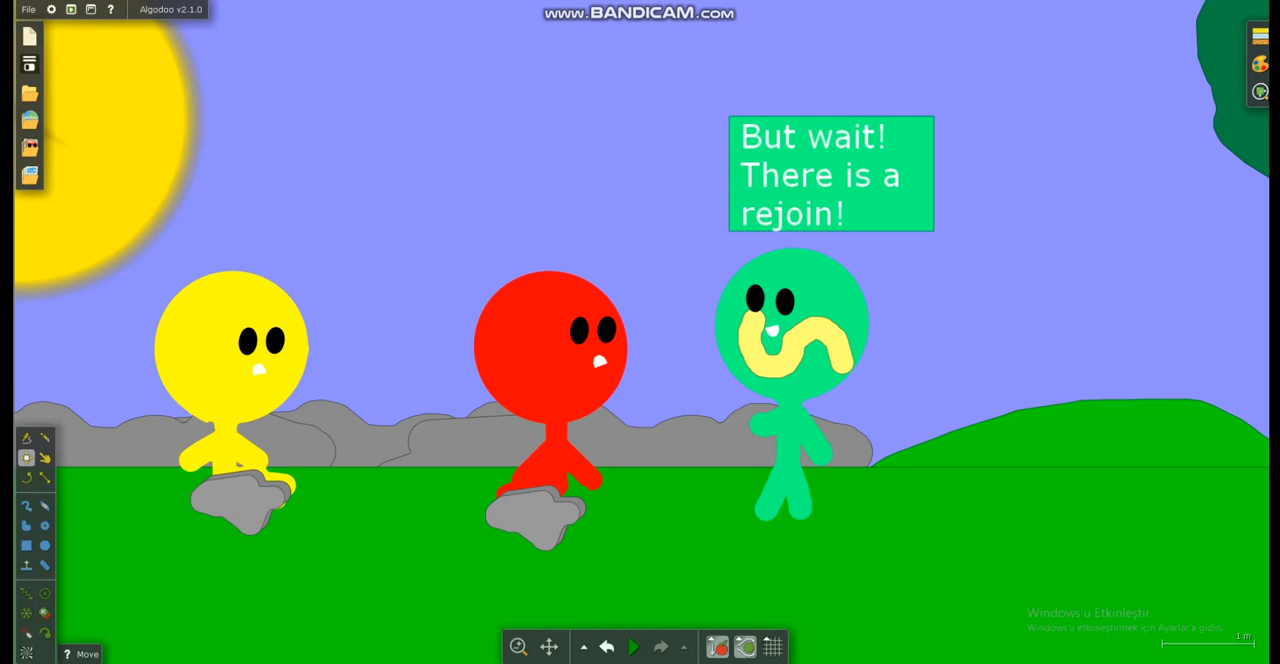 File
?
Algodoo v2.1.0
www.BANDICAM.com
But wait!
There is a
rejoin!
Windows'u Etkinleştir
Windows'u etkinleştirmek için Ayarlar'a gidin.
1 m
? Move